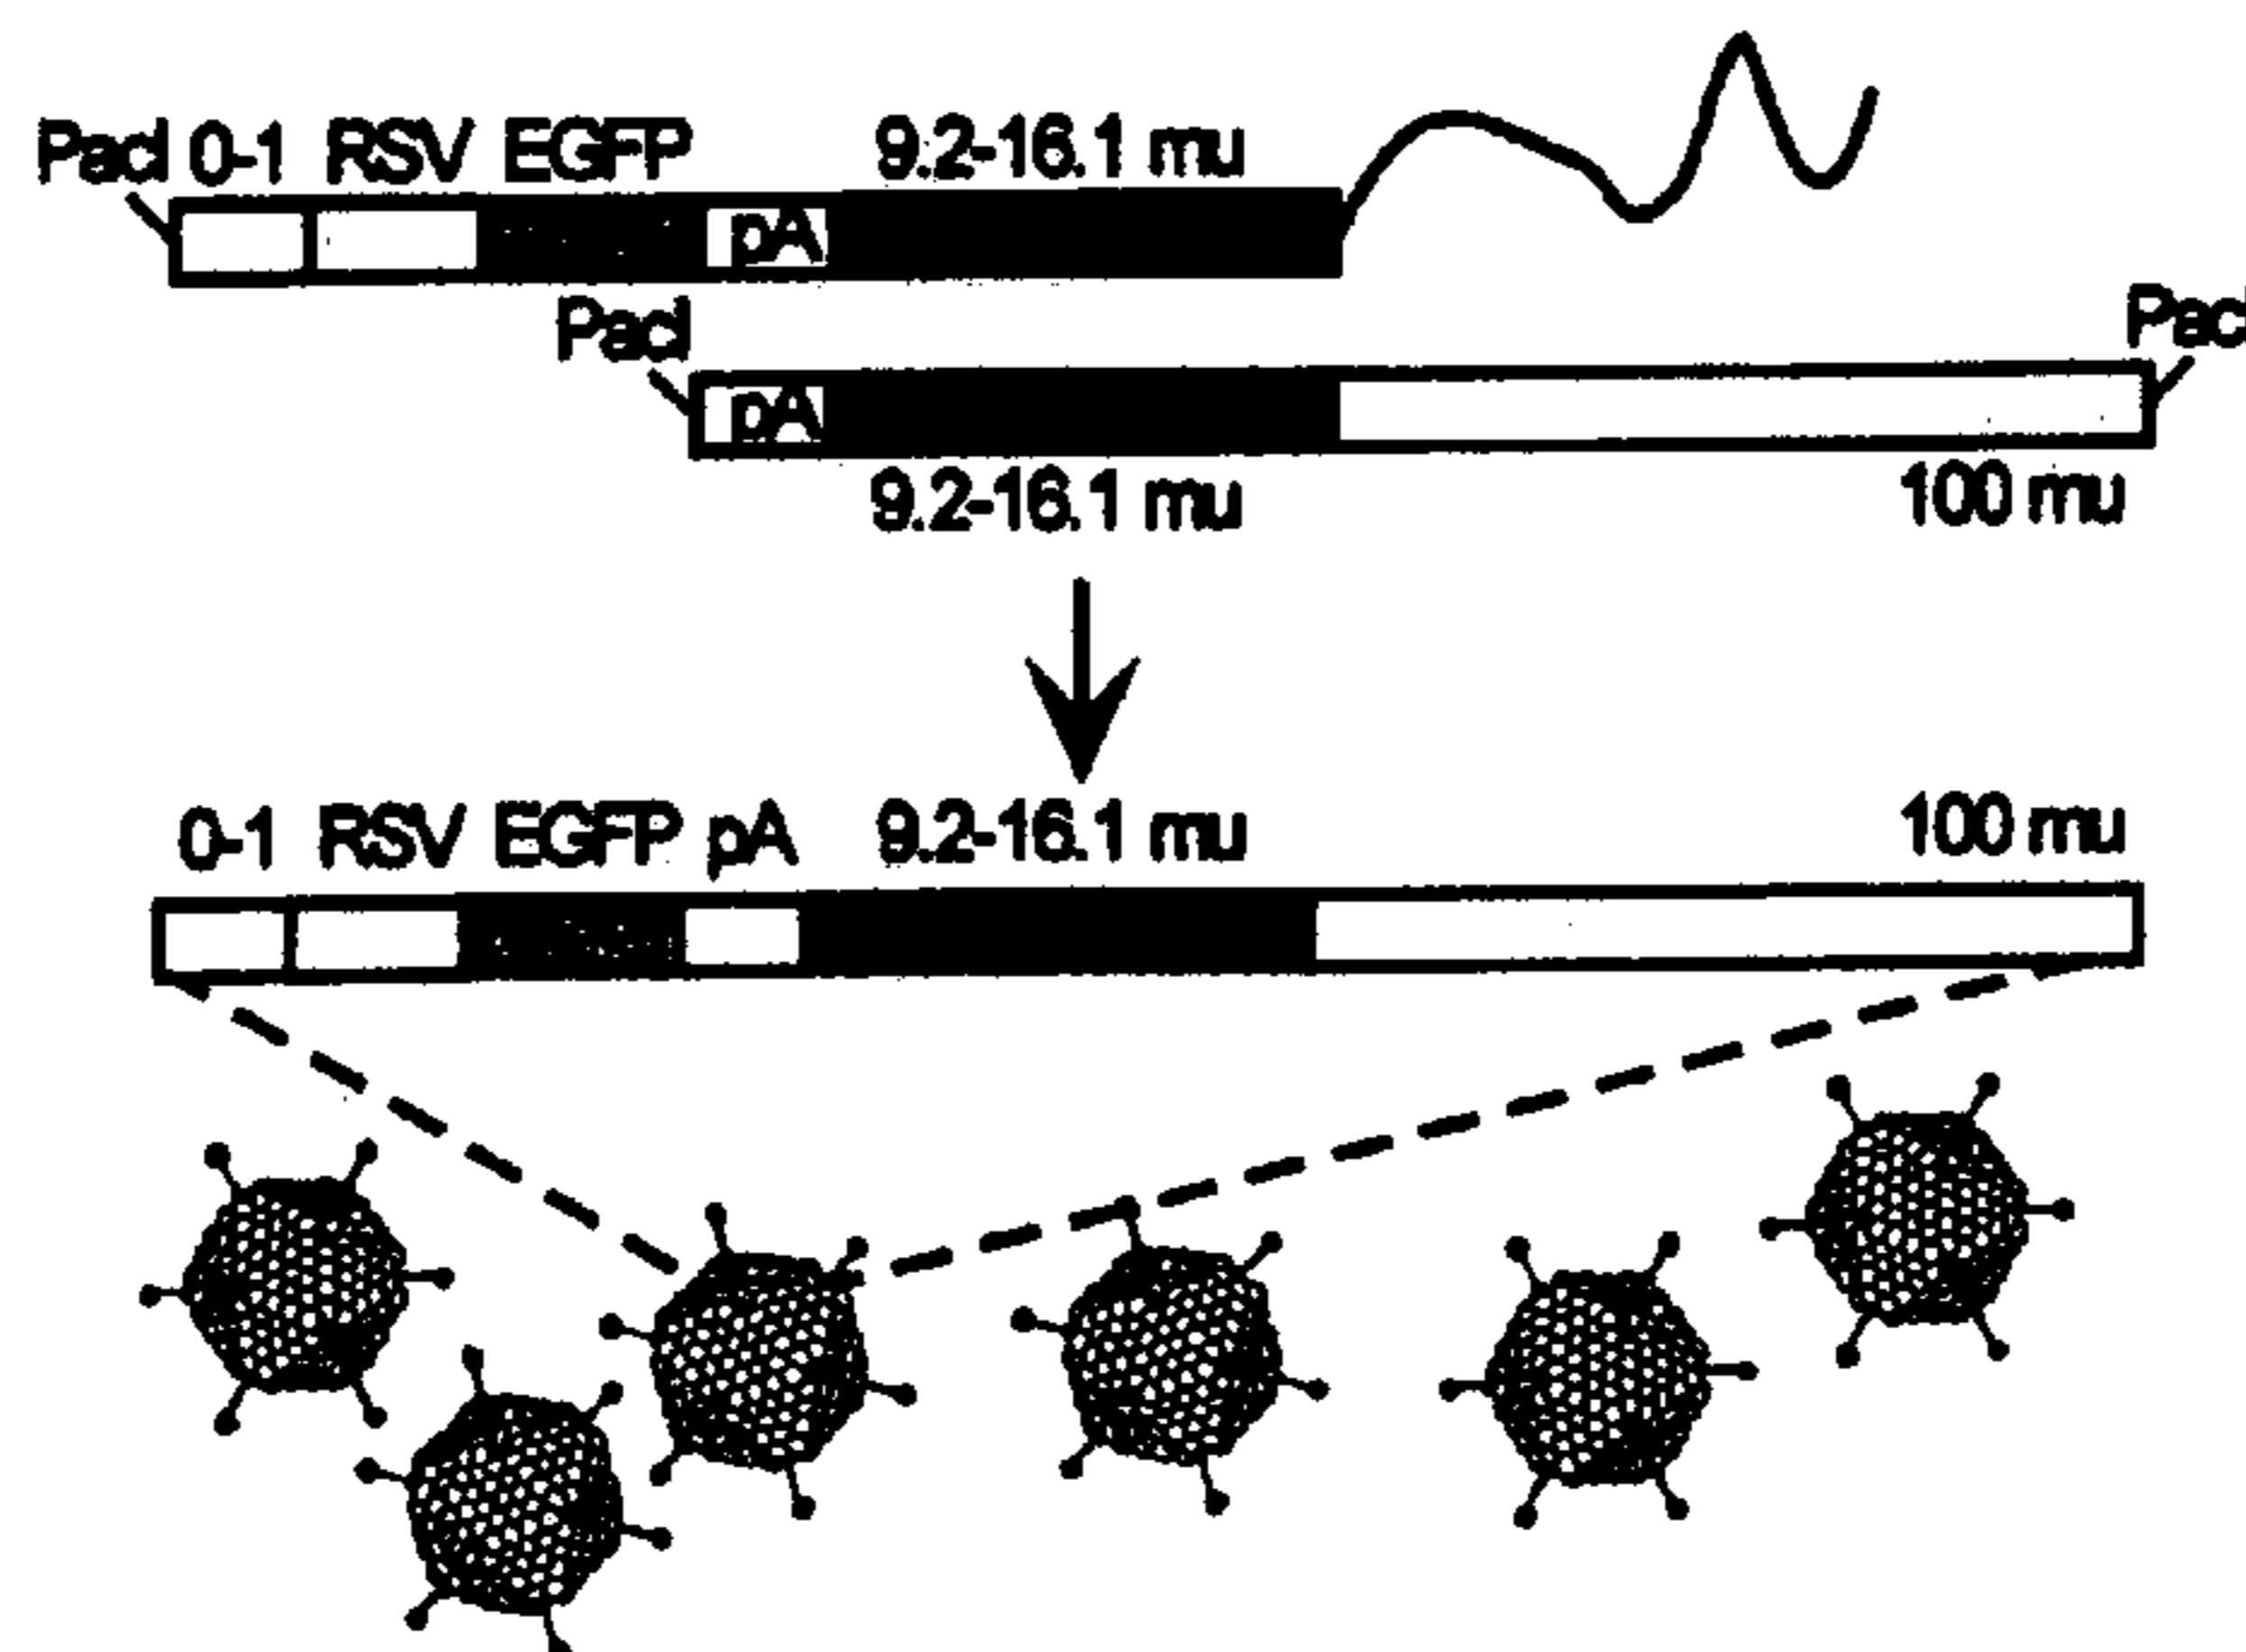 PacI 0-1 RSV EGFP 9.2-16.1 mu
pA
PacI PacI
pA
9.2-16.1 mu 100 mu
0-1 RSV EGFP pA 9.2-16.1 mu 100 mu